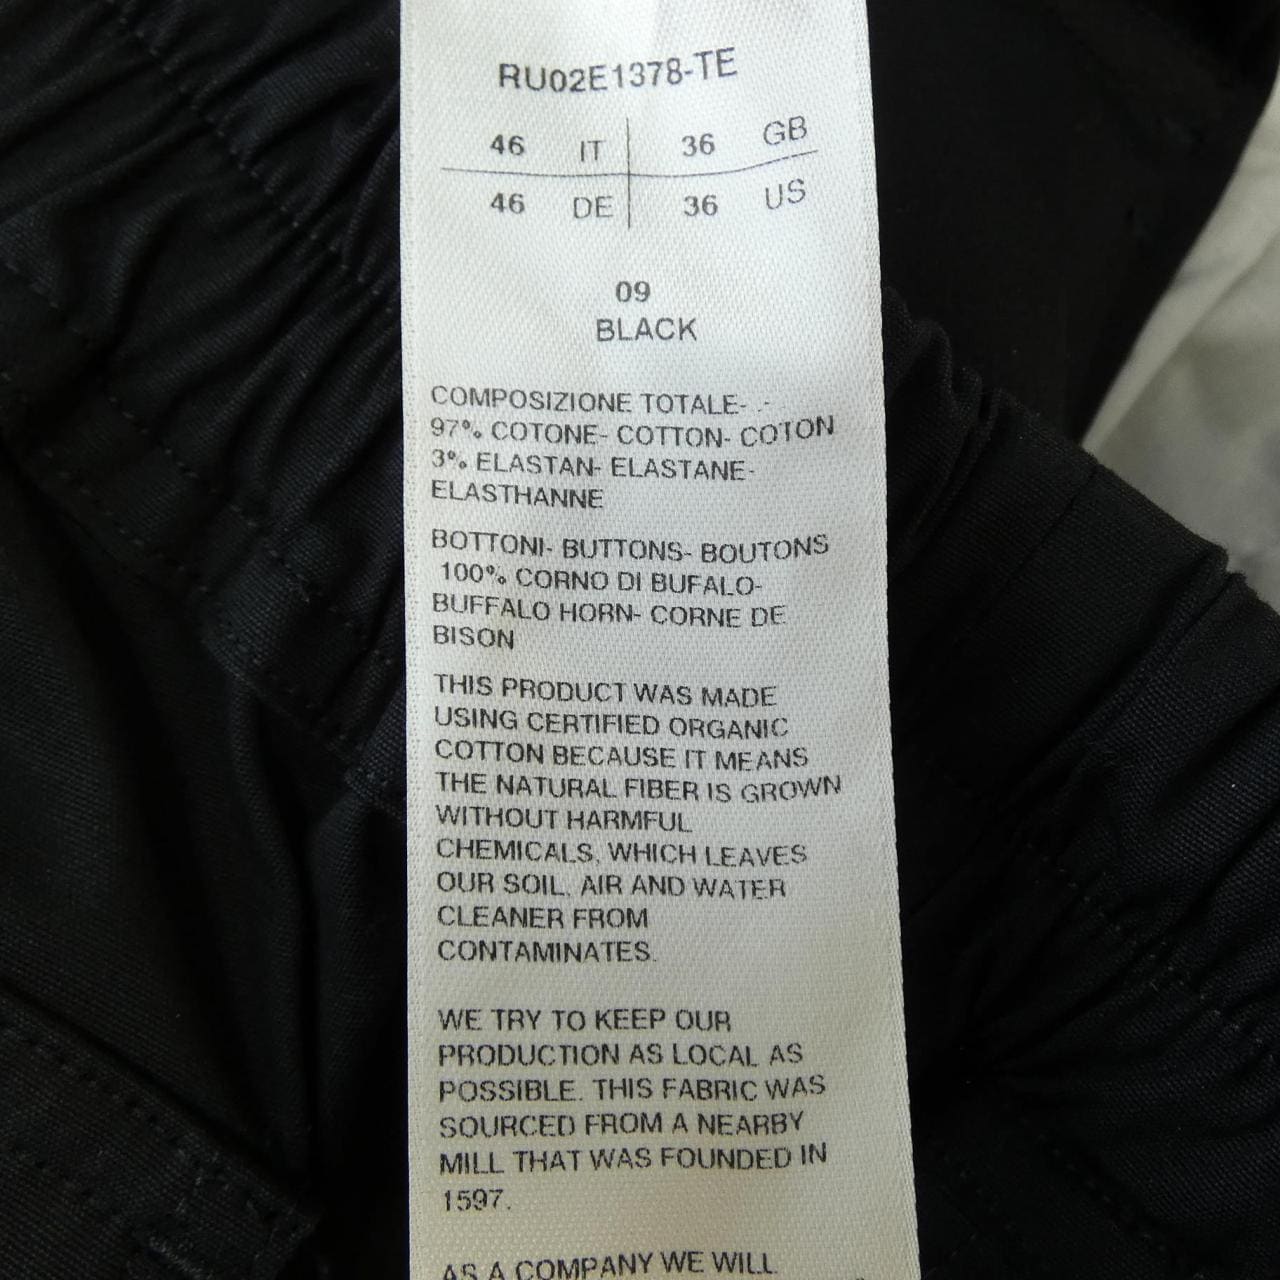 RU02E1378-TE
46 IT 36 GB
46 DE 36 US
09
BLACK
COMPOSIZIONE TOTALE- .-
97% COTONE- COTTON- COTON
3% ELASTAN- ELASTANE-
ELASTHANNE
BOTTONI- BUTTONS- BOUTONS
100% CORNO DI BUFALO-
BUFFALO HORN- CORNE DE
BISON
THIS PRODUCT WAS MADE
USING CERTIFIED ORGANIC
COTTON BECAUSE IT MEANS
THE NATURAL FIBER IS GROWN
WITHOUT HARMFUL
CHEMICALS, WHICH LEAVES
OUR SOIL, AIR AND WATER
CLEANER FROM
CONTAMINATES.
WE TRY TO KEEP OUR
PRODUCTION AS LOCAL AS
POSSIBLE. THIS FABRIC WAS
SOURCED FROM A NEARBY
MILL THAT WAS FOUNDED IN
1597.
AS A COMPANY WE WILL